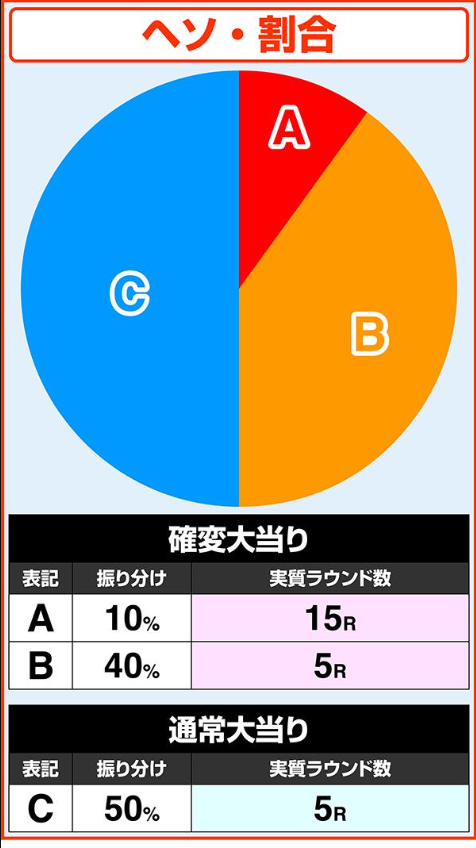 ヘソ・割合
A
C
B
確変大当り
表記 振り分け 実質ラウンド数
A 10% 15R
B 40% 5R
通常大当り
表記 振り分け 実質ラウンド数
C 50% 5R